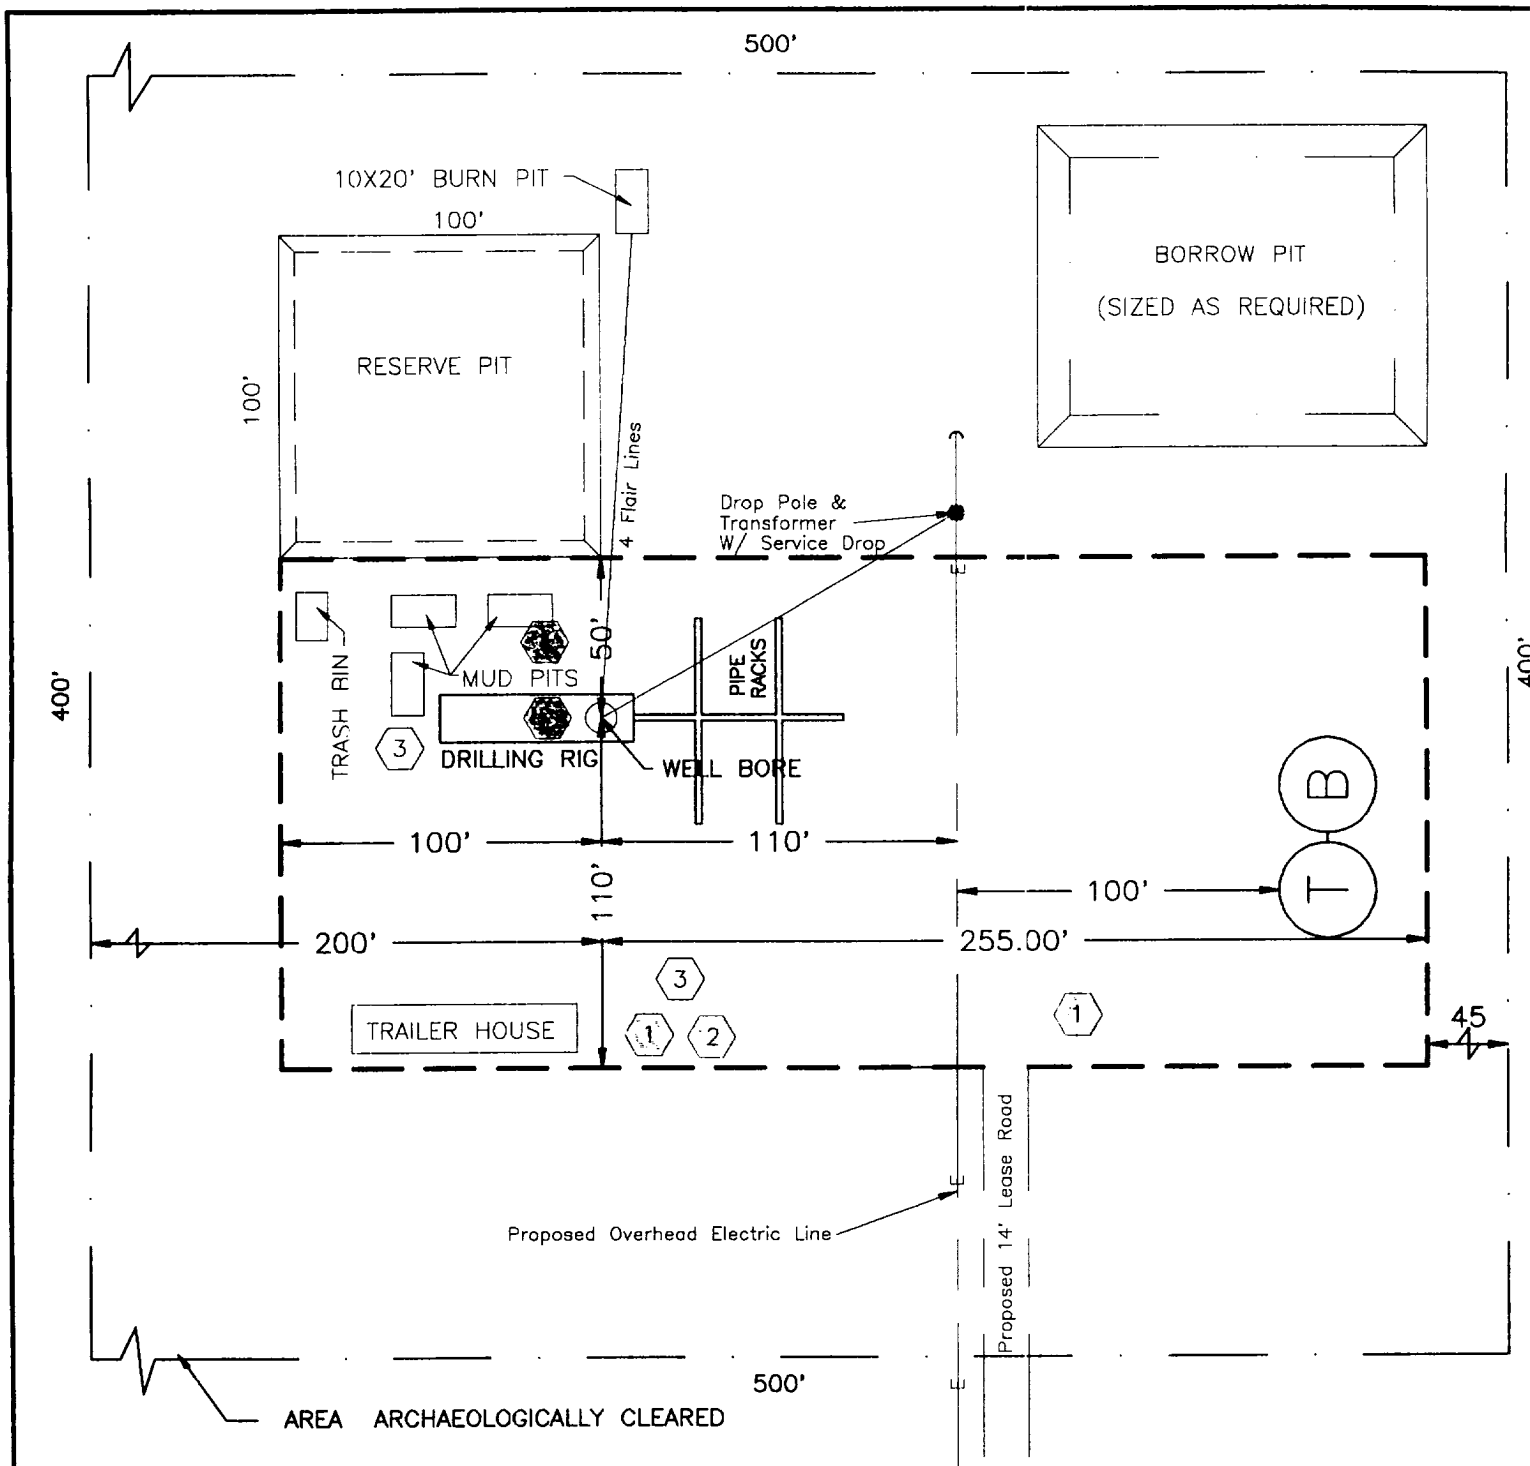 500'
10X20' BURN PIT
100'
BORROW PIT
(SIZED AS REQUIRED)
RESERVE PIT
100'
4 Flair Lines
Drop Pole &
Transformer
W/ Service Drop
50'
TRASH BIN
MUD PITS
PIPE
RACKS
400'
400'
3
DRILLING RIG
WELL BORE
B
100'
110'
110'
100'
T
200'
255.00'
3
1
2
1
45
TRAILER HOUSE
Proposed 14' Lease Road
Proposed Overhead Electric Line
500'
AREA ARCHAEOLOGICALLY CLEARED